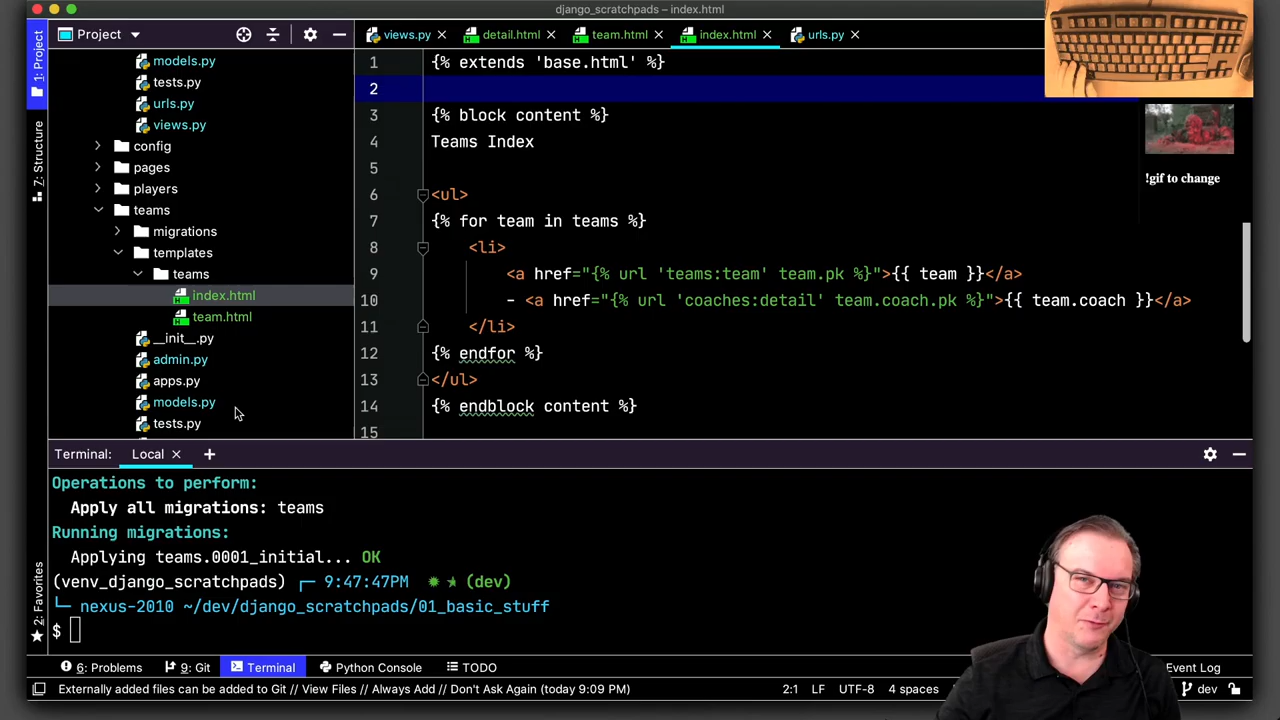 django_scratchpads – index.html
Project
views.py
detail.html
team.html
index.html
urls.py
1: Project
7: Structure
2: Favorites
models.py
tests.py
urls.py
views.py
config
pages
players
teams
migrations
templates
teams
index.html
team.html
__init__.py
admin.py
apps.py
models.py
tests.py
1 {% extends 'base.html' %}
2
3 {% block content %}
4 Teams Index
5
6 <ul>
7 {% for team in teams %}
8 <li>
9 <a href="{% url 'teams:team' team.pk %}">{{ team }}</a>
10 - <a href="{% url 'coaches:detail' team.coach.pk %}">{{ team.coach }}</a>
11 </li>
12 {% endfor %}
13 </ul>
14 {% endblock content %}
15
!gif to change
Terminal: Local +
Operations to perform:
Apply all migrations: teams
Running migrations:
Applying teams.0001_initial... OK
(venv_django_scratchpads) 9:47:47PM (dev)
nexus-2010 ~/dev/django_scratchpads/01_basic_stuff
$
6: Problems
9: Git
Terminal
Python Console
TODO
Event Log
Externally added files can be added to Git // View Files // Always Add // Don't Ask Again (today 9:09 PM)
2:1
LF
UTF-8
4 spaces
dev